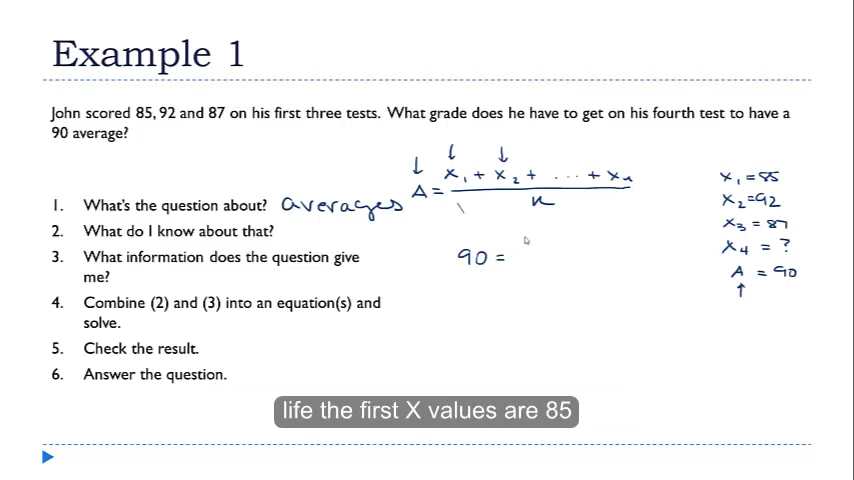 Example 1
John scored 85, 92 and 87 on his first three tests. What grade does he have to get on his fourth test to have a
90 average?
A = x₁ + x₂ + ... + xₙ
n
1. What's the question about? averages
2. What do I know about that?
3. What information does the question give
me?
4. Combine (2) and (3) into an equation(s) and
solve.
5. Check the result.
6. Answer the question.
90 =
x₁ = 85
x₂ = 92
x₃ = 87
x₄ = ?
A = 90
life the first X values are 85